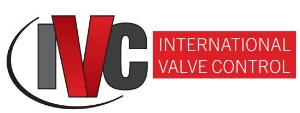 IVC
INTERNATIONAL
VALVE CONTROL